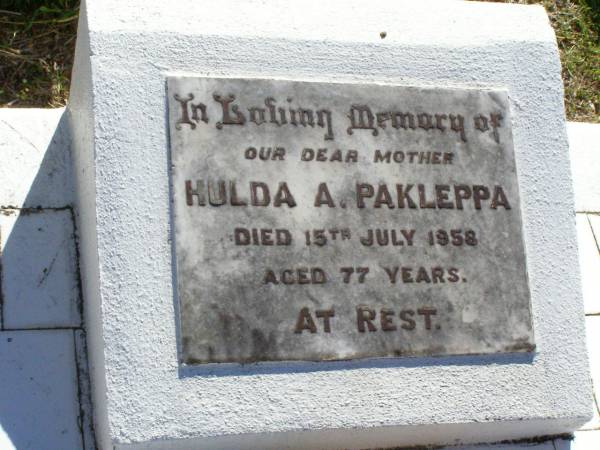 In Loving Memory of
OUR DEAR MOTHER
HULDA A. PAKLEPPA
DIED 15TH JULY 1958
AGED 77 YEARS.
AT REST.